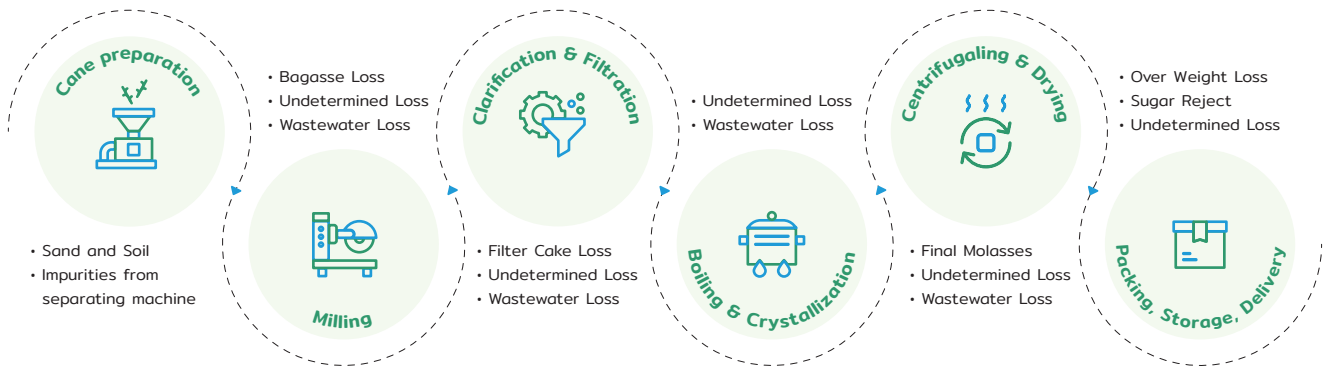 Cane preparation
• Sand and Soil
• Impurities from
separating machine
• Bagasse Loss
• Undetermined Loss
• Wastewater Loss
Milling
Clarification & Filtration
• Filter Cake Loss
• Undetermined Loss
• Wastewater Loss
• Undetermined Loss
• Wastewater Loss
Boiling & Crystallization
Centrifugaling & Drying
• Final Molasses
• Undetermined Loss
• Wastewater Loss
• Over Weight Loss
• Sugar Reject
• Undetermined Loss
Packing, Storage, Delivery